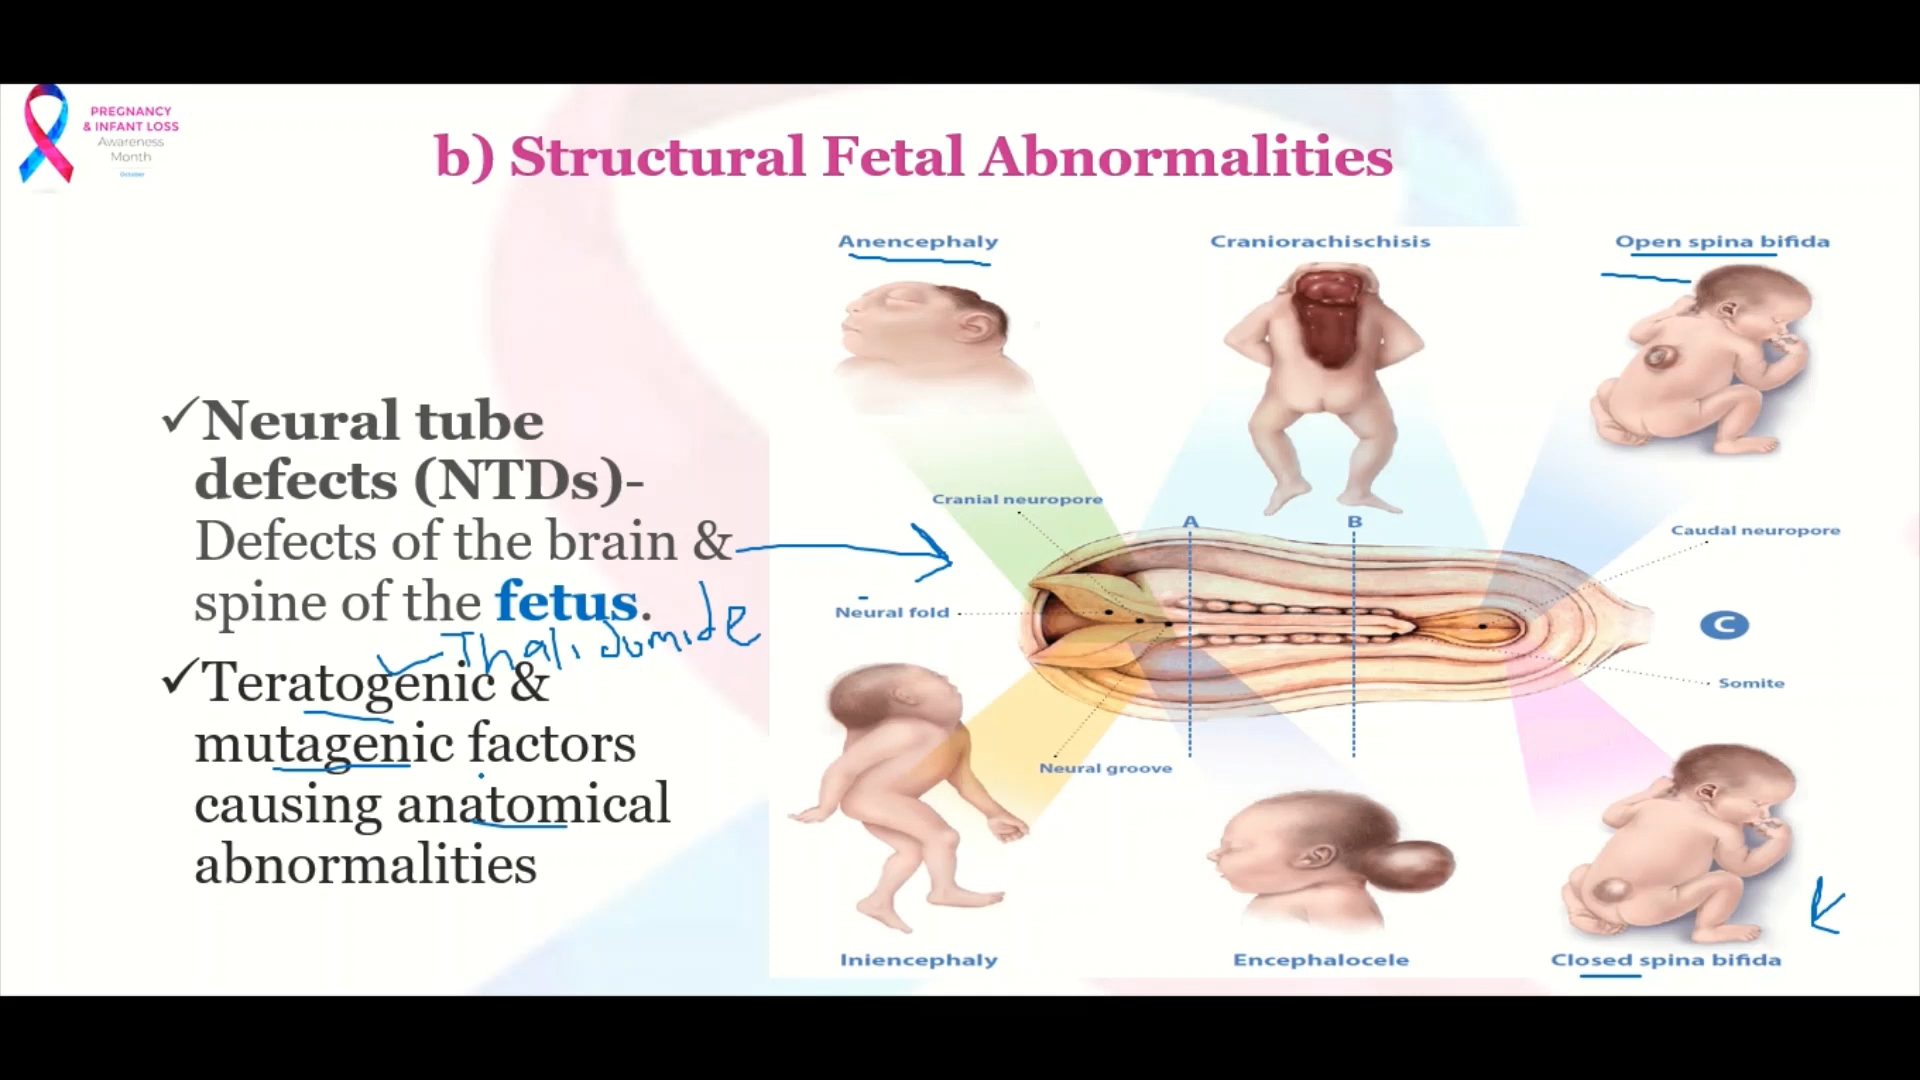 PREGNANCY
& INFANT LOSS
Awareness
Month
October
b) Structural Fetal Abnormalities
✓Neural tube
defects (NTDs)-
Defects of the brain &
spine of the fetus.
Thalidomide
✓Teratogenic &
mutagenic factors
causing anatomical
abnormalities
Anencephaly
Craniorachischisis
Open spina bifida
Cranial neuropore
A
B
Caudal neuropore
Neural fold
C
Somite
Neural groove
Iniencephaly
Encephalocele
Closed spina bifida